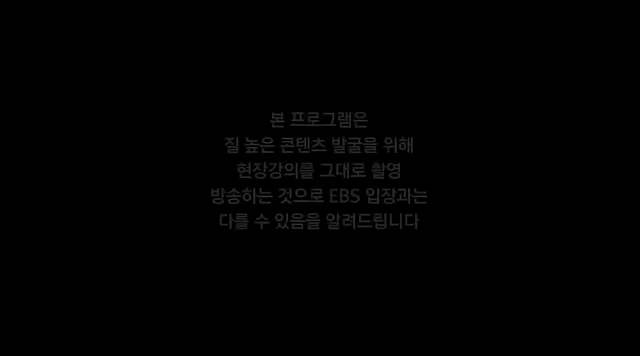 본 프로그램은
질 높은 콘텐츠 발굴을 위해
현장강의를 그대로 촬영
방송하는 것으로 EBS 입장과는
다를 수 있음을 알려드립니다